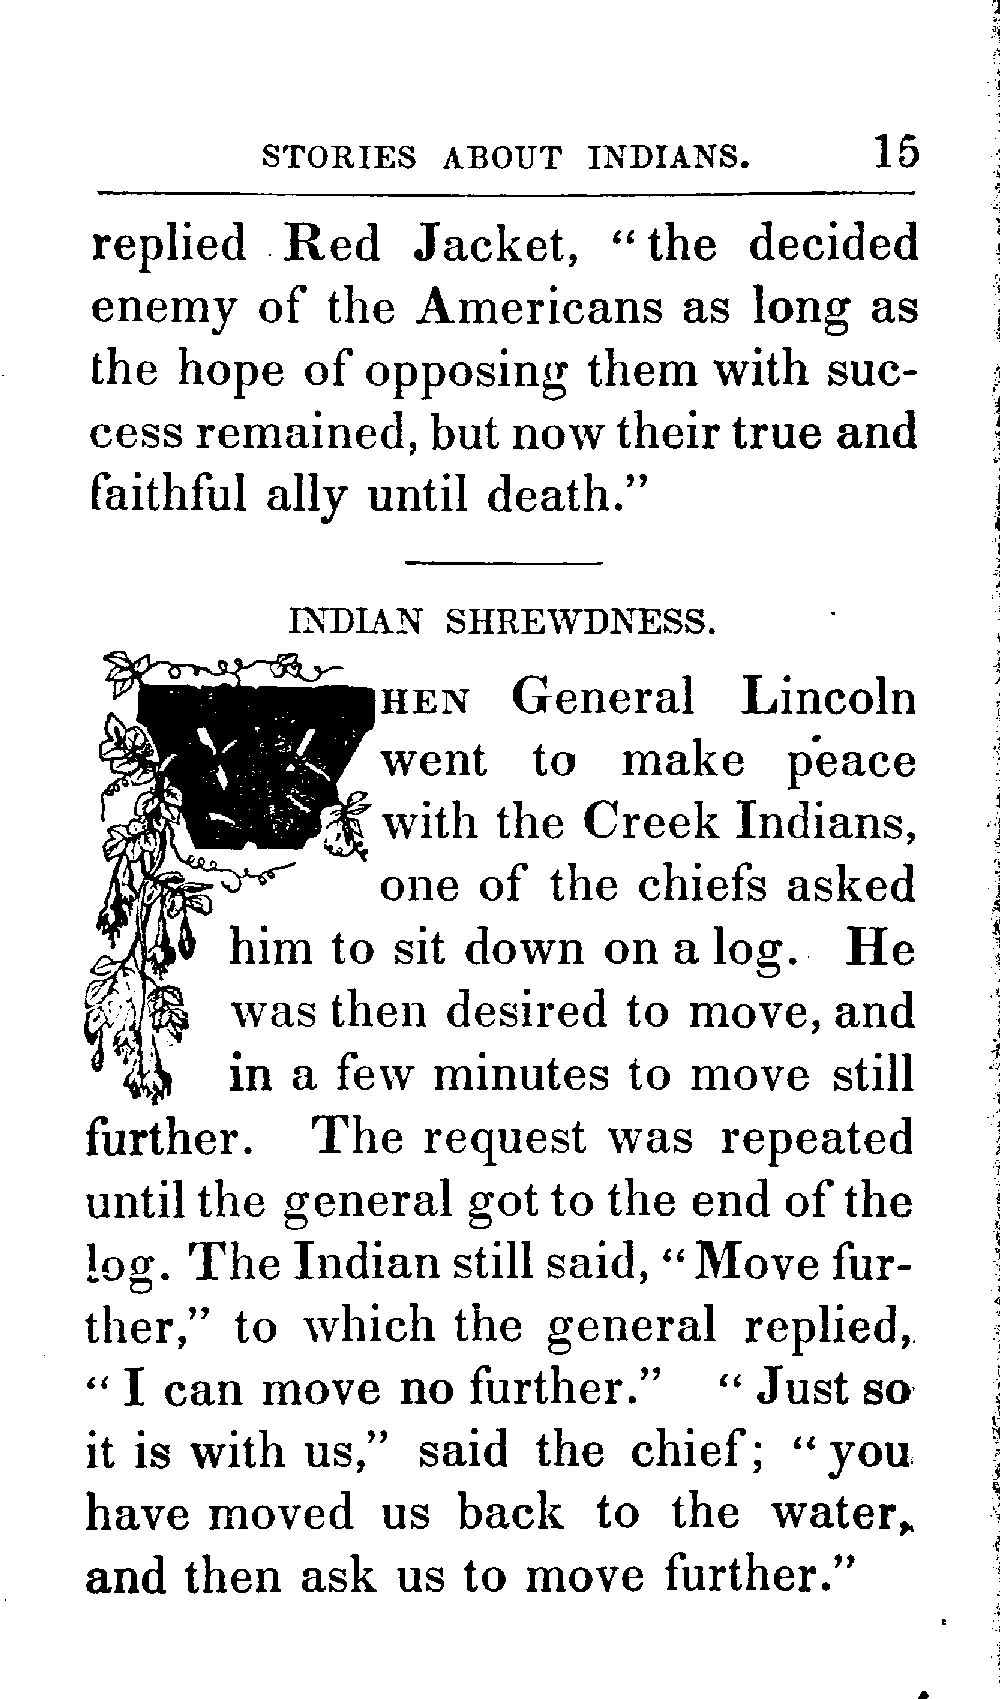 STORIES ABOUT INDIANS. 15
replied Red Jacket, “the decided
enemy of the Americans as long as
the hope of opposing them with suc-
cess remained, but now their true and
faithful ally until death.”
INDIAN SHREWDNESS.
WHEN General Lincoln
went to make peace
with the Creek Indians,
one of the chiefs asked
him to sit down on a log. He
was then desired to move, and
in a few minutes to move still
further. The request was repeated
until the general got to the end of the
log. The Indian still said, “Move fur-
ther,” to which the general replied,
“I can move no further.” “Just so
it is with us,” said the chief; “you
have moved us back to the water,
and then ask us to move further.”